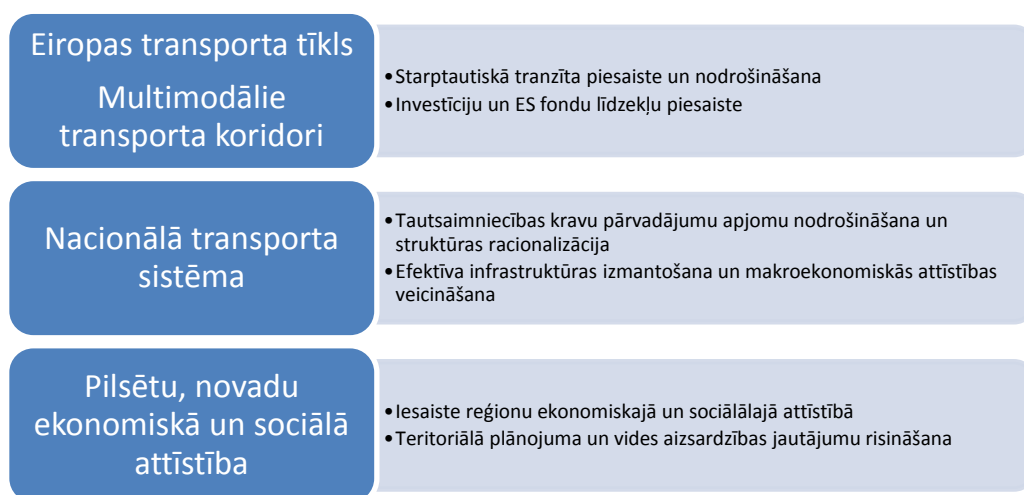 Eiropas transporta tīkls
Multimodālie
transporta koridori
•Starptautiskā tranzīta piesaiste un nodrošināšana
•Investīciju un ES fondu līdzekļu piesaiste
Nacionālā transporta
sistēma
•Tautsaimniecības kravu pārvadājumu apjomu nodrošināšana un
struktūras racionalizācija
•Efektīva infrastruktūras izmantošana un makroekonomiskās attīstības
veicināšana
Pilsētu, novadu
ekonomiskā un sociālā
attīstība
•Iesaiste reģionu ekonomiskajā un sociālālajā attīstībā
•Teritoriālā plānojuma un vides aizsardzības jautājumu risināšana